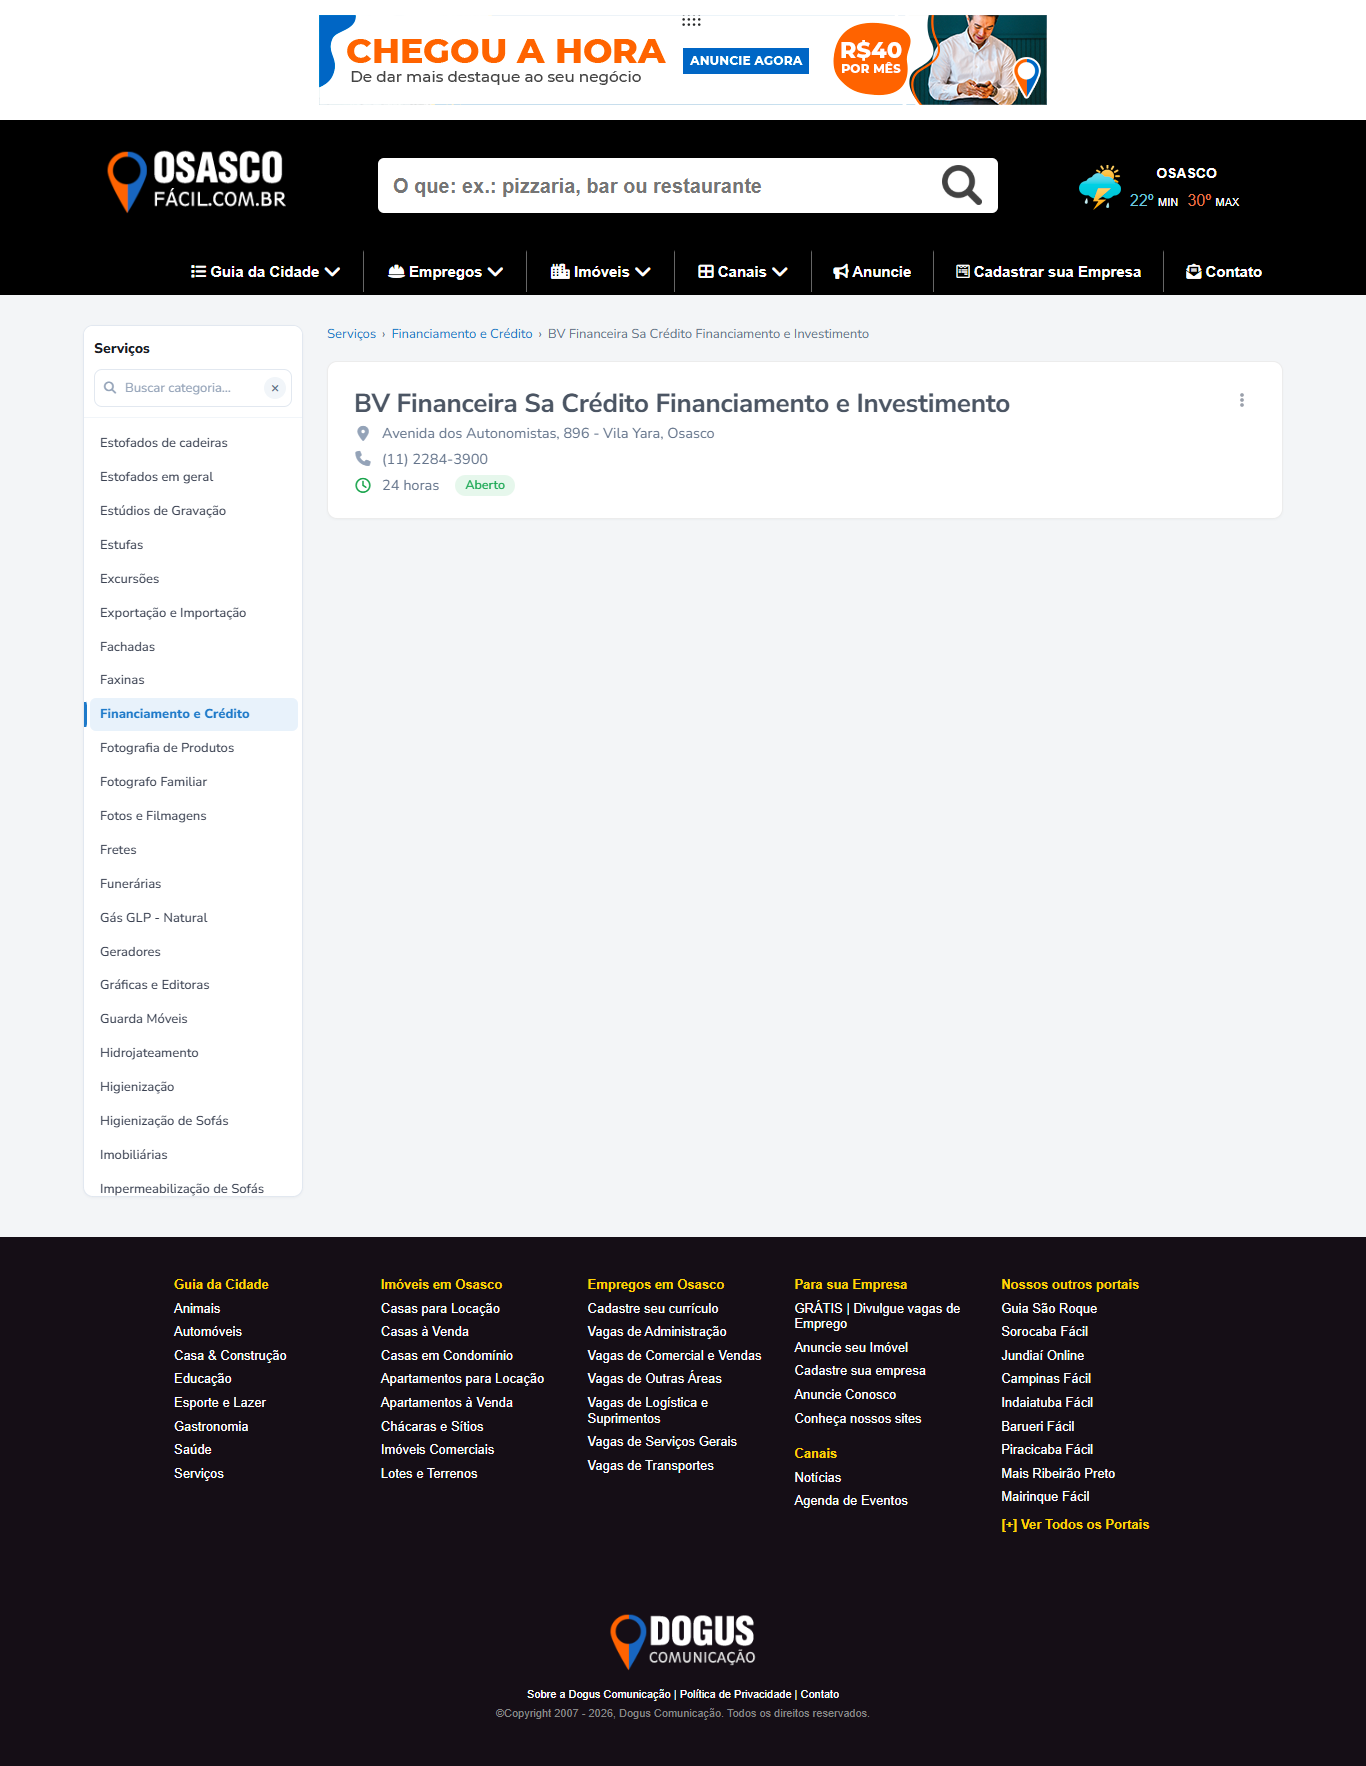 CHEGOU A HORA
De dar mais destaque ao seu negócio
ANUNCIE AGORA
R$40
POR MÊS
OSASCO
FÁCIL.COM.BR
O que: ex.: pizzaria, bar ou restaurante
OSASCO
22º MIN 30º MAX
Guia da Cidade
Empregos
Imóveis
Canais
Anuncie
Cadastrar sua Empresa
Contato
Serviços
Buscar categoria...
Estofados de cadeiras
Estofados em geral
Estúdios de Gravação
Estufas
Excursões
Exportação e Importação
Fachadas
Faxinas
Financiamento e Crédito
Fotografia de Produtos
Fotografo Familiar
Fotos e Filmagens
Fretes
Funerárias
Gás GLP - Natural
Geradores
Gráficas e Editoras
Guarda Móveis
Hidrojateamento
Higienização
Higienização de Sofás
Imobiliárias
Impermeabilização de Sofás
Serviços › Financiamento e Crédito › BV Financeira Sa Crédito Financiamento e Investimento
BV Financeira Sa Crédito Financiamento e Investimento
Avenida dos Autonomistas, 896 - Vila Yara, Osasco
(11) 2284-3900
24 horas Aberto
Guia da Cidade
Animais
Automóveis
Casa & Construção
Educação
Esporte e Lazer
Gastronomia
Saúde
Serviços
Imóveis em Osasco
Casas para Locação
Casas à Venda
Casas em Condomínio
Apartamentos para Locação
Apartamentos à Venda
Chácaras e Sítios
Imóveis Comerciais
Lotes e Terrenos
Empregos em Osasco
Cadastre seu currículo
Vagas de Administração
Vagas de Comercial e Vendas
Vagas de Outras Áreas
Vagas de Logística e
Suprimentos
Vagas de Serviços Gerais
Vagas de Transportes
Para sua Empresa
GRÁTIS | Divulgue vagas de
Emprego
Anuncie seu Imóvel
Cadastre sua empresa
Anuncie Conosco
Conheça nossos sites
Canais
Notícias
Agenda de Eventos
Nossos outros portais
Guia São Roque
Sorocaba Fácil
Jundiaí Online
Campinas Fácil
Indaiatuba Fácil
Barueri Fácil
Piracicaba Fácil
Mais Ribeirão Preto
Mairinque Fácil
[+] Ver Todos os Portais
DOGUS
COMUNICAÇÃO
Sobre a Dogus Comunicação | Política de Privacidade | Contato
©Copyright 2007 - 2026, Dogus Comunicação. Todos os direitos reservados.